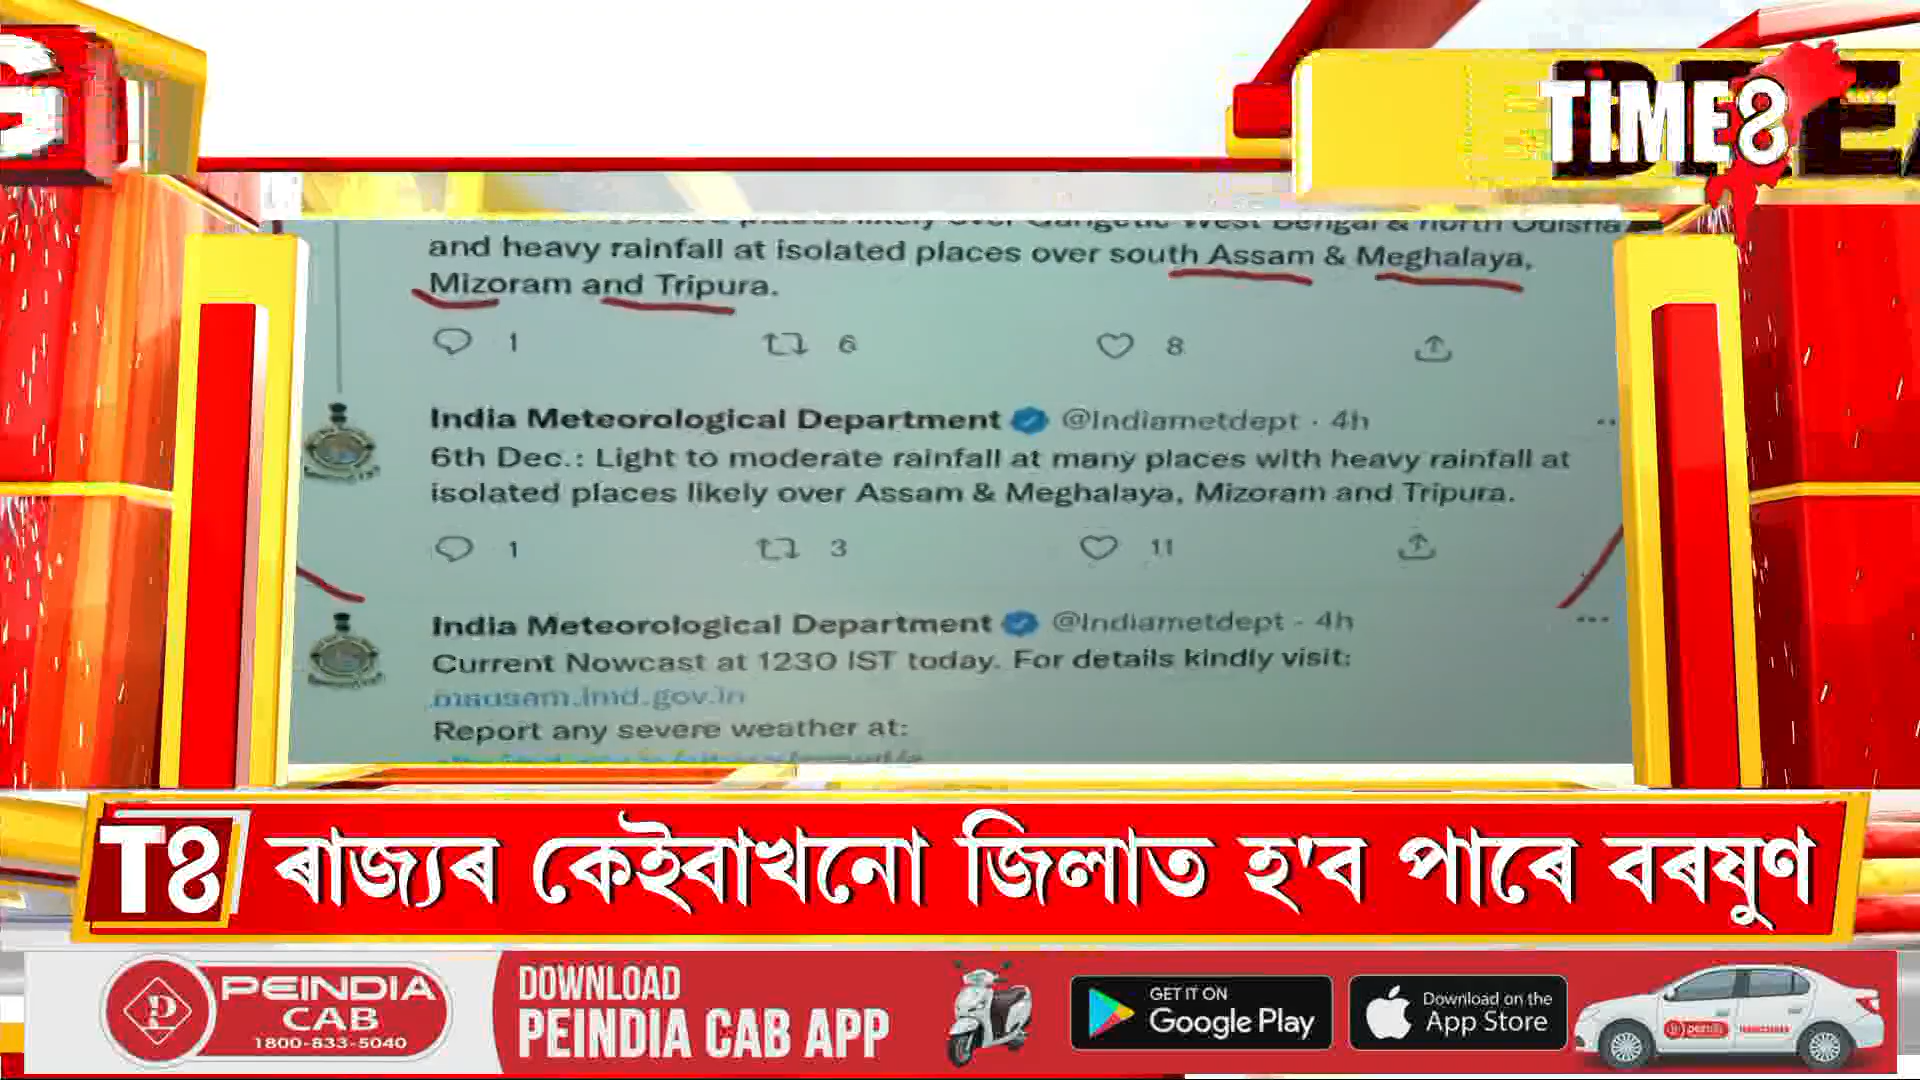 TIME8
and heavy rainfall at isolated places over south Assam & Meghalaya,
Mizoram and Tripura.
1 6 8
India Meteorological Department @Indiametdept · 4h
6th Dec.: Light to moderate rainfall at many places with heavy rainfall at
isolated places likely over Assam & Meghalaya, Mizoram and Tripura.
1 3 11
India Meteorological Department @Indiametdept · 4h
Current Nowcast at 1230 IST today. For details kindly visit:
mausam.imd.gov.in
Report any severe weather at:
T8 ৰাজ্যৰ কেইবাখনো জিলাত হ'ব পাৰে বৰষুণ
PEINDIA
CAB
1800-833-5040
DOWNLOAD
PEINDIA CAB APP
GET IT ON
Google Play
Download on the
App Store